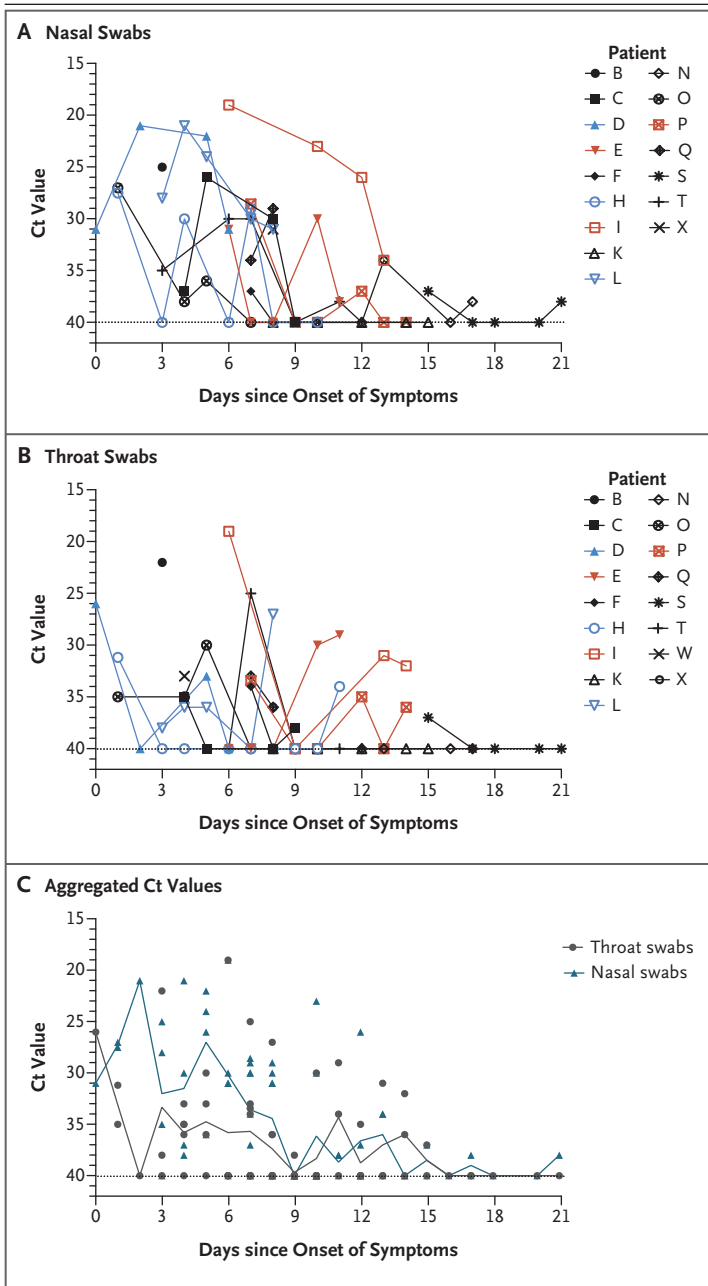 A Nasal Swabs
15
20
25
30
35
40
Ct Value
0 3 6 9 12 15 18 21
Days since Onset of Symptoms
Patient
B N
C O
D P
E Q
F S
H T
I X
K
L
B Throat Swabs
15
20
25
30
35
40
Ct Value
0 3 6 9 12 15 18 21
Days since Onset of Symptoms
Patient
B N
C O
D P
E Q
F S
H T
I W
K X
L
C Aggregated Ct Values
15
20
25
30
35
40
Ct Value
0 3 6 9 12 15 18 21
Days since Onset of Symptoms
Throat swabs
Nasal swabs